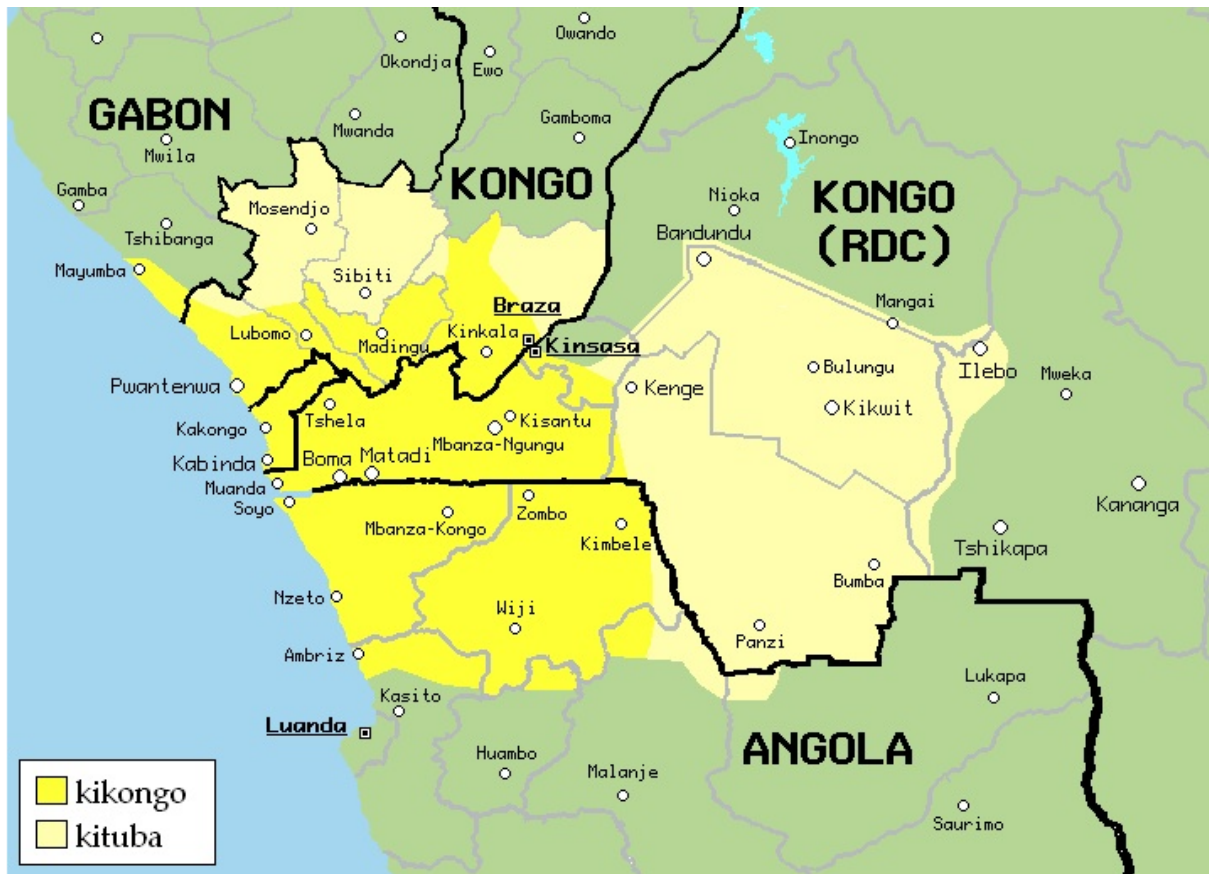 Owando
Okondja
Ewo
GABON
Mwanda
Gamboma
Mwila
Inongo
KONGO
KONGO
(RDC)
Gamba
Nioka
Mosendjo
Tshibanga
Bandundu
Mayumba
Sibiti
Braza
Mangai
Lubomo
Madingu
Kinkala
Kinsasa
Bulungu
Ilebo
Pwantenwa
Kenge
Mweka
Kikwit
Tshela
Kisantu
Kakongo
Mbanza-Ngungu
Boma
Matadi
Kabinda
Muanda
Soyo
Kananga
Zombo
Mbanza-Kongo
Kimbele
Tshikapa
Bumba
Nzeto
Wiji
Panzi
Ambriz
Kasito
Lukapa
Luanda
ANGOLA
Huambo
Malanje
Saurimo
kikongo
kituba